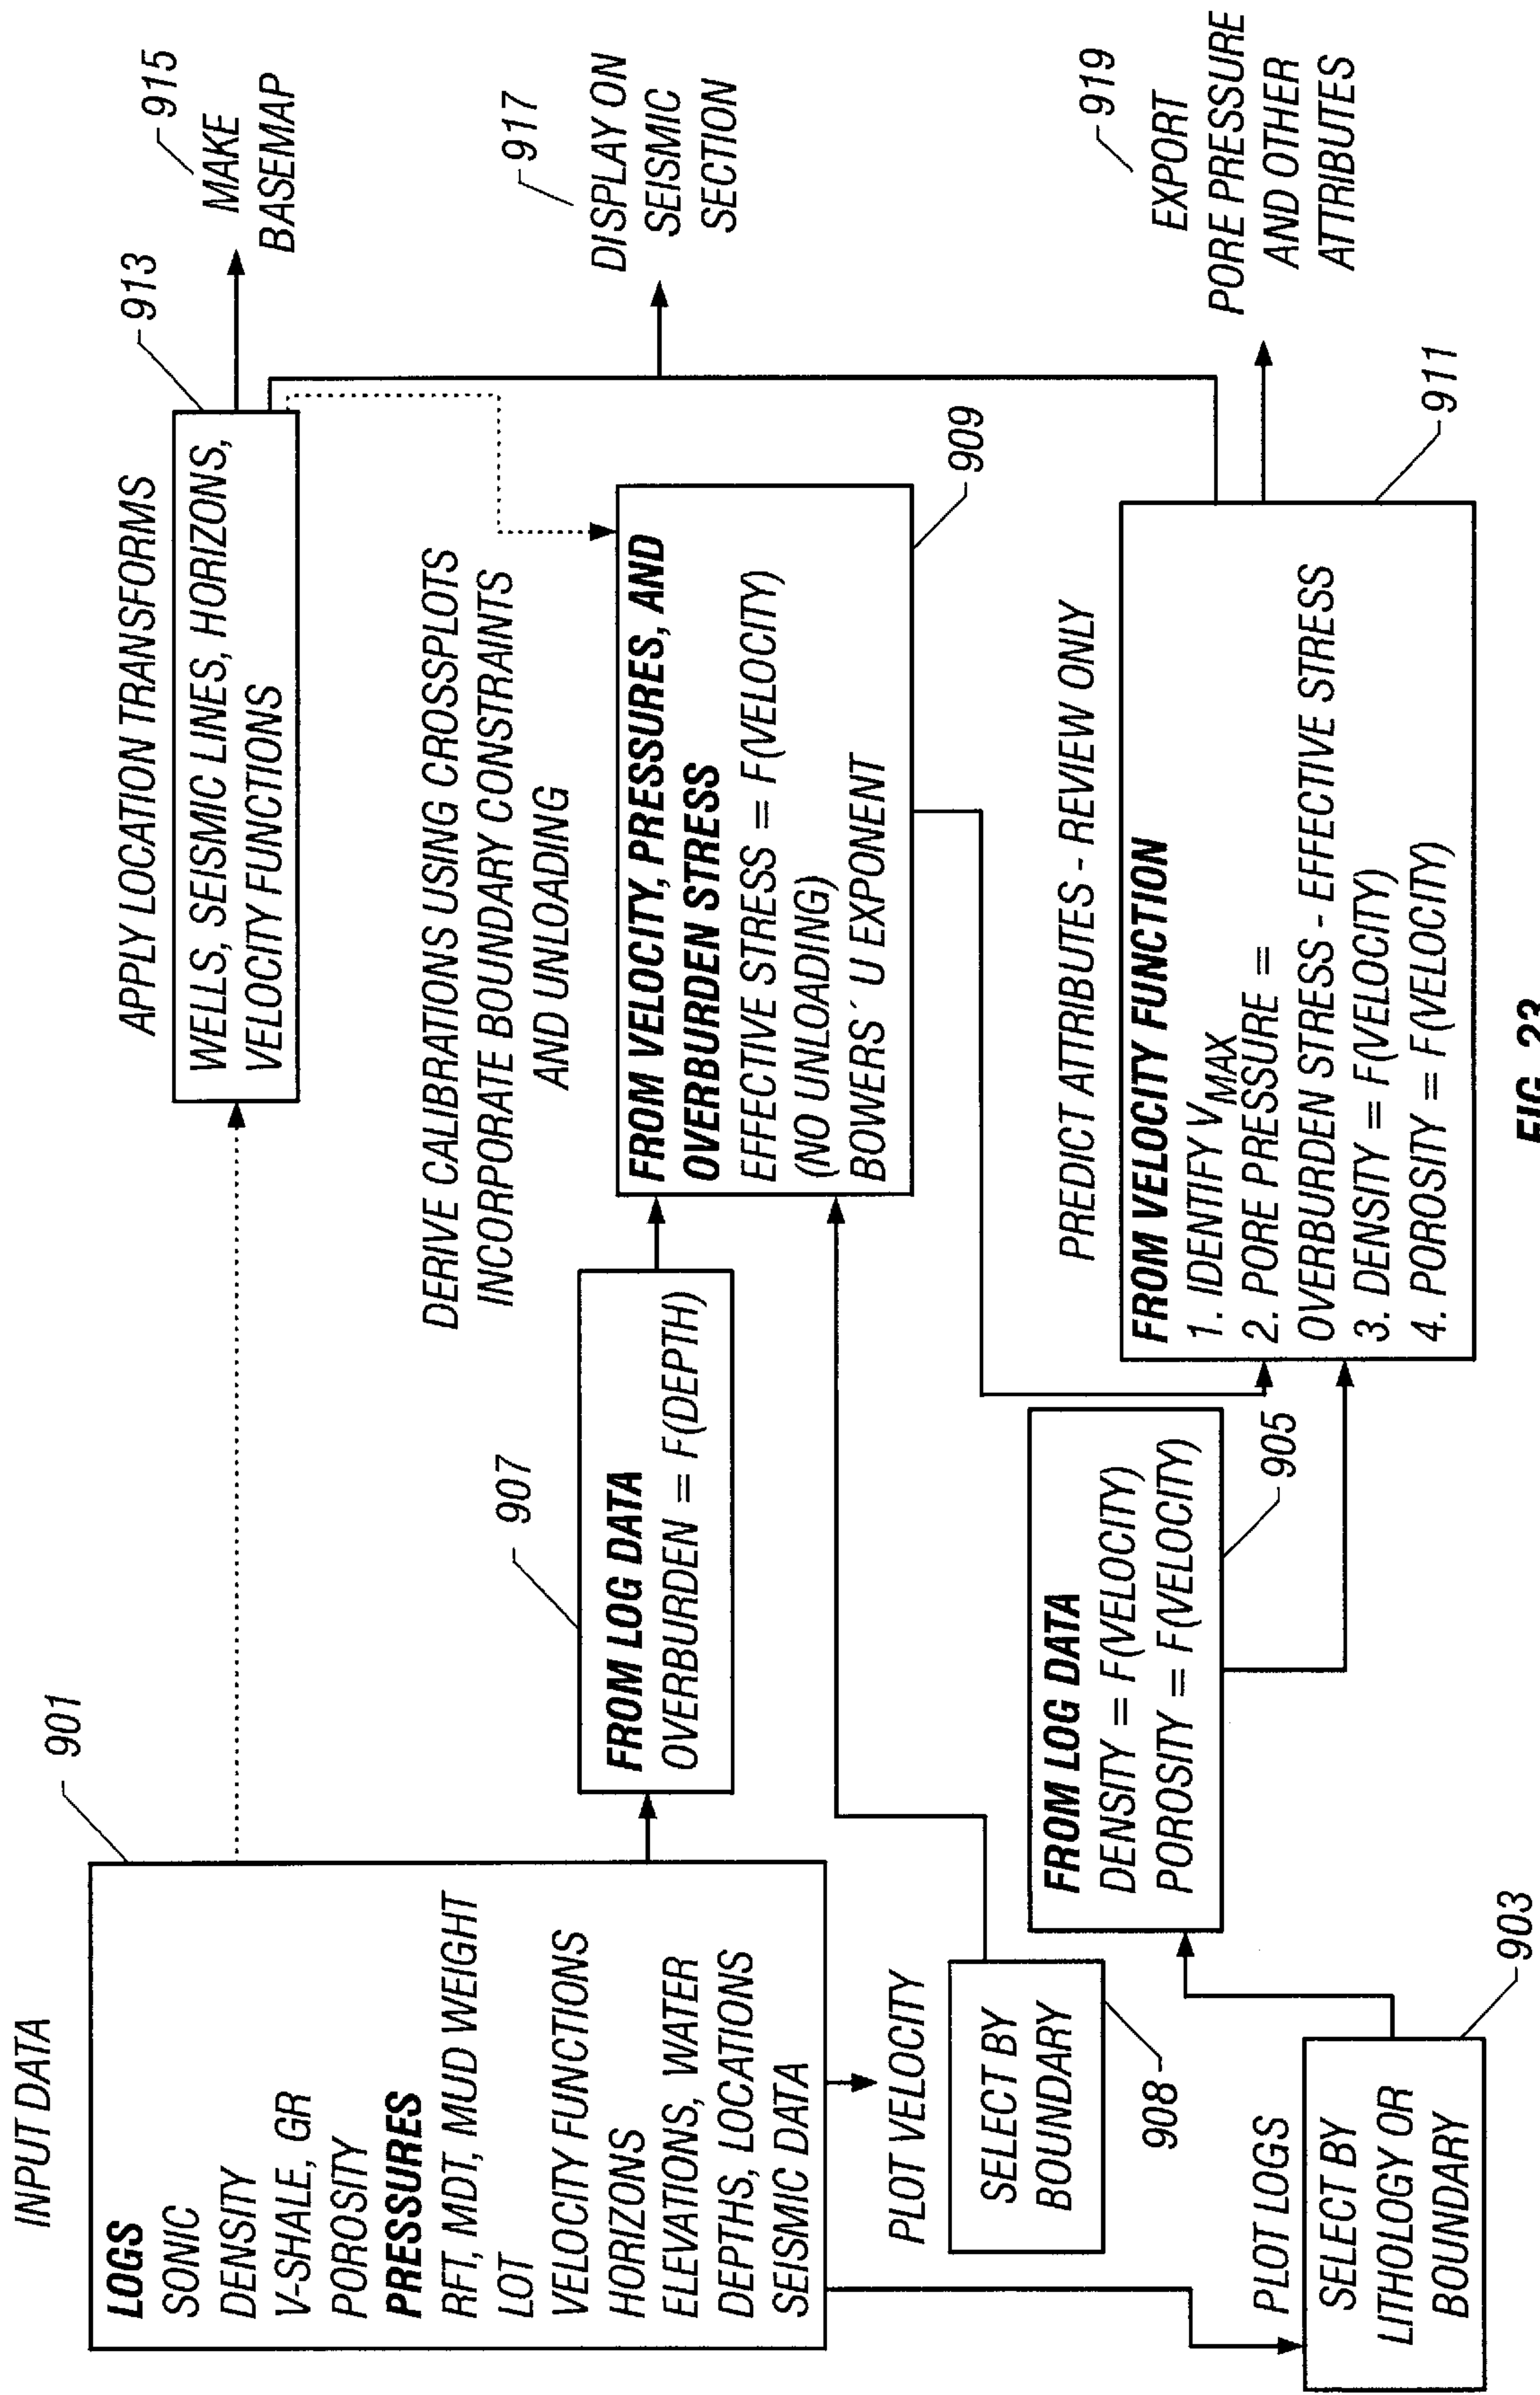 INPUT DATA
901
LOGS
SONIC
DENSITY
V-SHALE, GR
POROSITY
PRESSURES
RFT, MDT, MUD WEIGHT
LOT
VELOCITY FUNCTIONS
HORIZONS
ELEVATIONS, WATER
DEPTHS, LOCATIONS
SEISMIC DATA
PLOT VELOCITY
SELECT BY
BOUNDARY
908
PLOT LOGS
SELECT BY
LITHOLOGY OR
BOUNDARY
903
907
FROM LOG DATA
OVERBURDEN = F(DEPTH)
FROM LOG DATA
DENSITY = F(VELOCITY)
POROSITY = F(VELOCITY)
905
APPLY LOCATION TRANSFORMS
913
WELLS, SEISMIC LINES, HORIZONS,
VELOCITY FUNCTIONS
DERIVE CALIBRATIONS USING CROSSPLOTS
INCORPORATE BOUNDARY CONSTRAINTS
AND UNLOADING
FROM VELOCITY, PRESSURES, AND
OVERBURDEN STRESS
EFFECTIVE STRESS = F(VELOCITY)
(NO UNLOADING)
BOWERS´ U EXPONENT
909
PREDICT ATTRIBUTES - REVIEW ONLY
FROM VELOCITY FUNCTION
1. IDENTIFY VMAX
2. PORE PRESSURE =
OVERBURDEN STRESS - EFFECTIVE STRESS
3. DENSITY = F(VELOCITY)
4. POROSITY = F(VELOCITY)
911
915
MAKE
BASEMAP
917
DISPLAY ON
SEISMIC
SECTION
919
EXPORT
PORE PRESSURE
AND OTHER
ATTRIBUTES